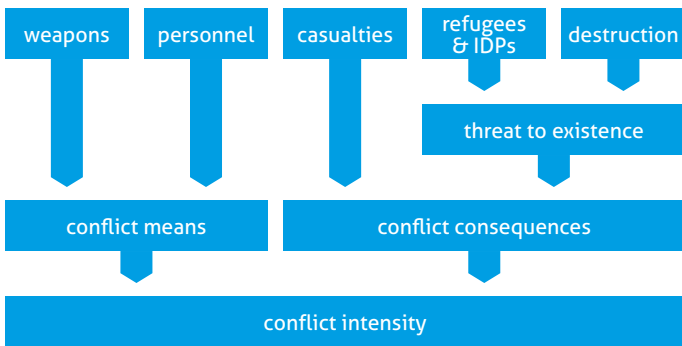 weapons
personnel
casualties
refugees
& IDPs
destruction
threat to existence
conflict means
conflict consequences
conflict intensity